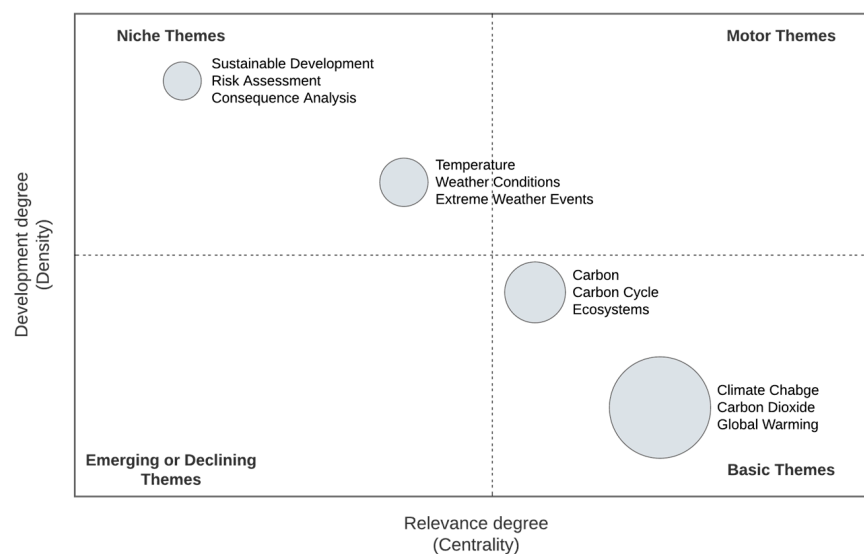 Niche Themes
Motor Themes
Sustainable Development
Risk Assessment
Consequence Analysis
Temperature
Weather Conditions
Extreme Weather Events
Development degree
(Density)
Carbon
Carbon Cycle
Ecosystems
Climate Chabge
Carbon Dioxide
Global Warming
Emerging or Declining
Themes
Basic Themes
Relevance degree
(Centrality)